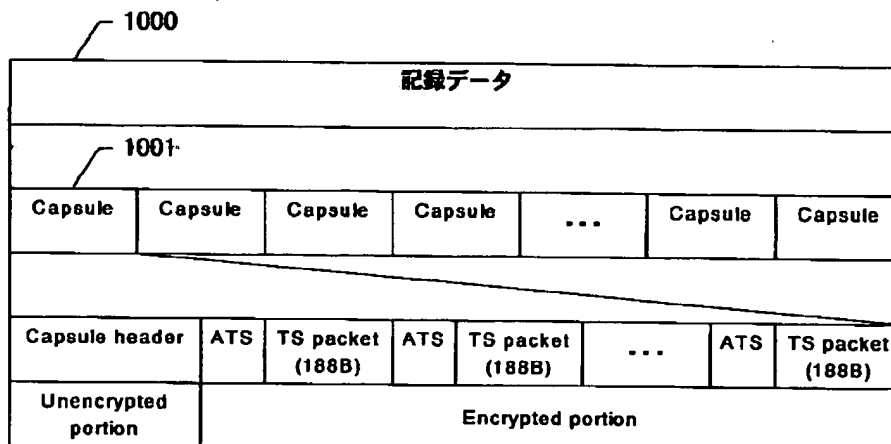 1000
記録データ
1001
Capsule Capsule Capsule Capsule ... Capsule Capsule
Capsule header ATS TS packet (188B) ATS TS packet (188B) ... ATS TS packet (188B)
Unencrypted portion
Encrypted portion